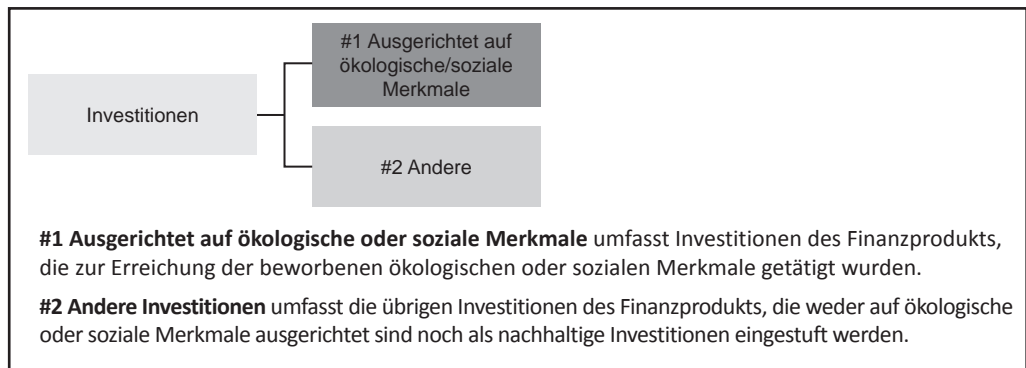 #1 Ausgerichtet auf
ökologische/soziale
Merkmale
Investitionen
#2 Andere
#1 Ausgerichtet auf ökologische oder soziale Merkmale umfasst Investitionen des Finanzprodukts,
die zur Erreichung der beworbenen ökologischen oder sozialen Merkmale getätigt wurden.
#2 Andere Investitionen umfasst die übrigen Investitionen des Finanzprodukts, die weder auf ökologische
oder soziale Merkmale ausgerichtet sind noch als nachhaltige Investitionen eingestuft werden.